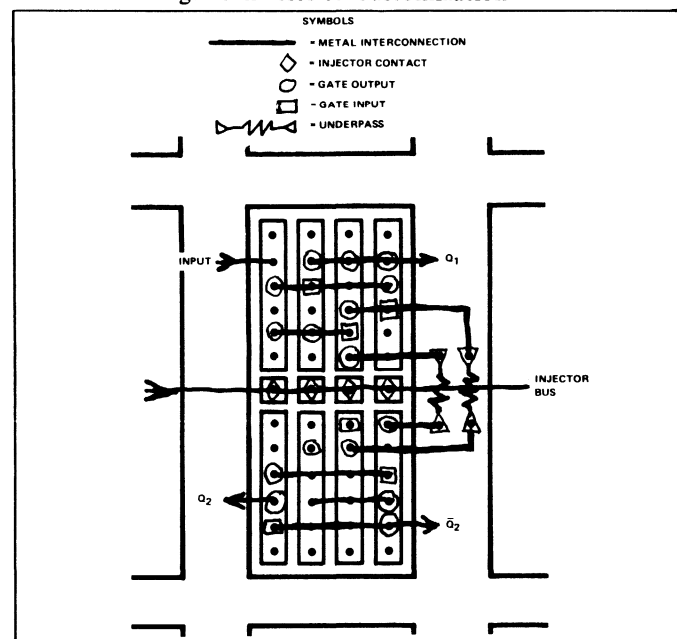 SYMBOLS
= METAL INTERCONNECTION
= INJECTOR CONTACT
= GATE OUTPUT
- GATE INPUT
= UNDERPASS
INPUT
Q1
INJECTOR
BUS
Q2
Q̄2